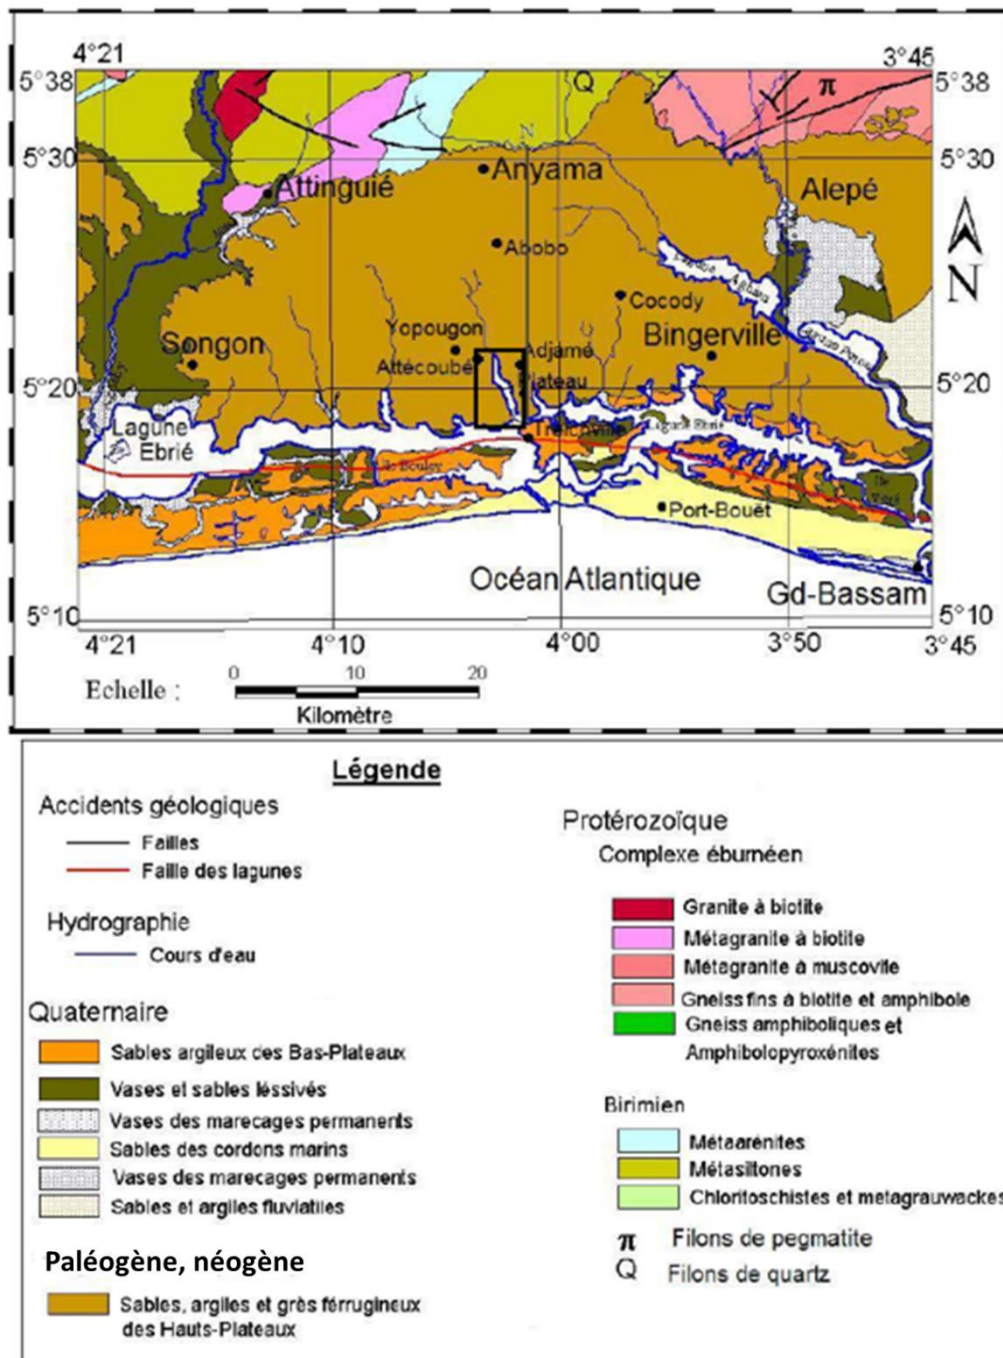 4°21 3°45
5°38 Q π 5°38
5°30 5°30
Anyama
Attinguié Alepé
Abobo
N
Cocody
Yopougon Bingerville
Songon Adjamé
Attécoubé
Plateau
5°20 5°20
Lagune
Ebrié
Lagune Ebrié
Port-Bouët
Océan Atlantique
Gd-Bassam
5°10 5°10
4°21 4°10 4°00 3°50 3°45
0 10 20
Echelle :
Kilomètre
Légende
Accidents géologiques
Failles
Faille des lagunes
Hydrographie
Cours d'eau
Quaternaire
Sables argileux des Bas-Plateaux
Vases et sables léssivés
Vases des marecages permanents
Sables des cordons marins
Vases des marecages permanents
Sables et argiles fluviatiles
Paléogène, néogène
Sables, argiles et grès férrugineux
des Hauts-Plateaux
Protérozoïque
Complexe éburnéen
Granite à biotite
Métagranite à biotite
Métagranite à muscovile
Gneiss fins à biotite et amphibole
Gneiss amphiboliques et
Amphibolopyroxénites
Birimien
Métaarénites
Métasiltones
Chloritoschistes et metagrauwackes
π Filons de pegmatite
Q Filons de quartz